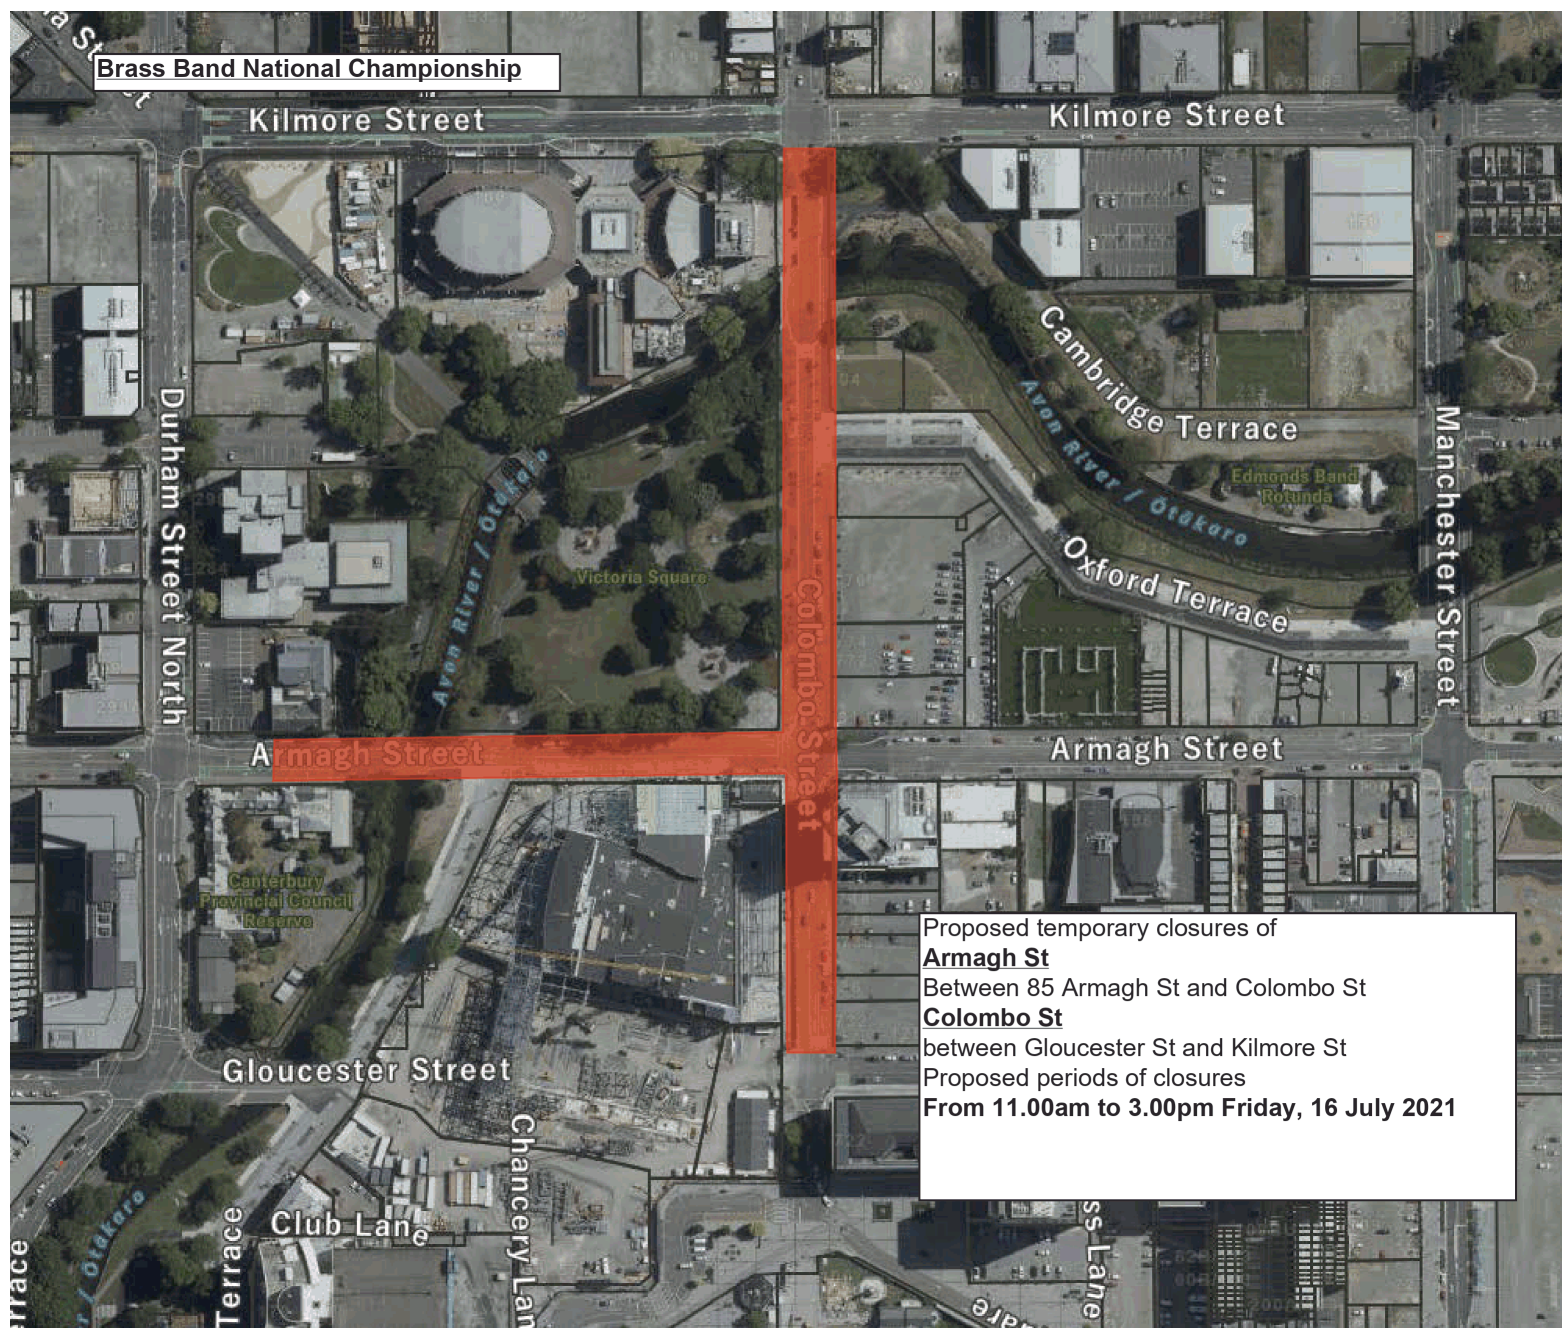 Brass Band National Championship
Kilmore Street
Kilmore Street
Durham Street North
Cambridge Terrace
Avon River / Ōtākaro
Edmonds Band
Rotunda
Manchester Street
Avon River / Ōtākaro
Victoria Square
Colombo Street
Oxford Terrace
Armagh Street
Armagh Street
Canterbury
Provincial Council
Reserve
Proposed temporary closures of
Armagh St
Between 85 Armagh St and Colombo St
Colombo St
between Gloucester St and Kilmore St
Proposed periods of closures
From 11.00am to 3.00pm Friday, 16 July 2021
Gloucester Street
Club Lane
Terrace
Lane